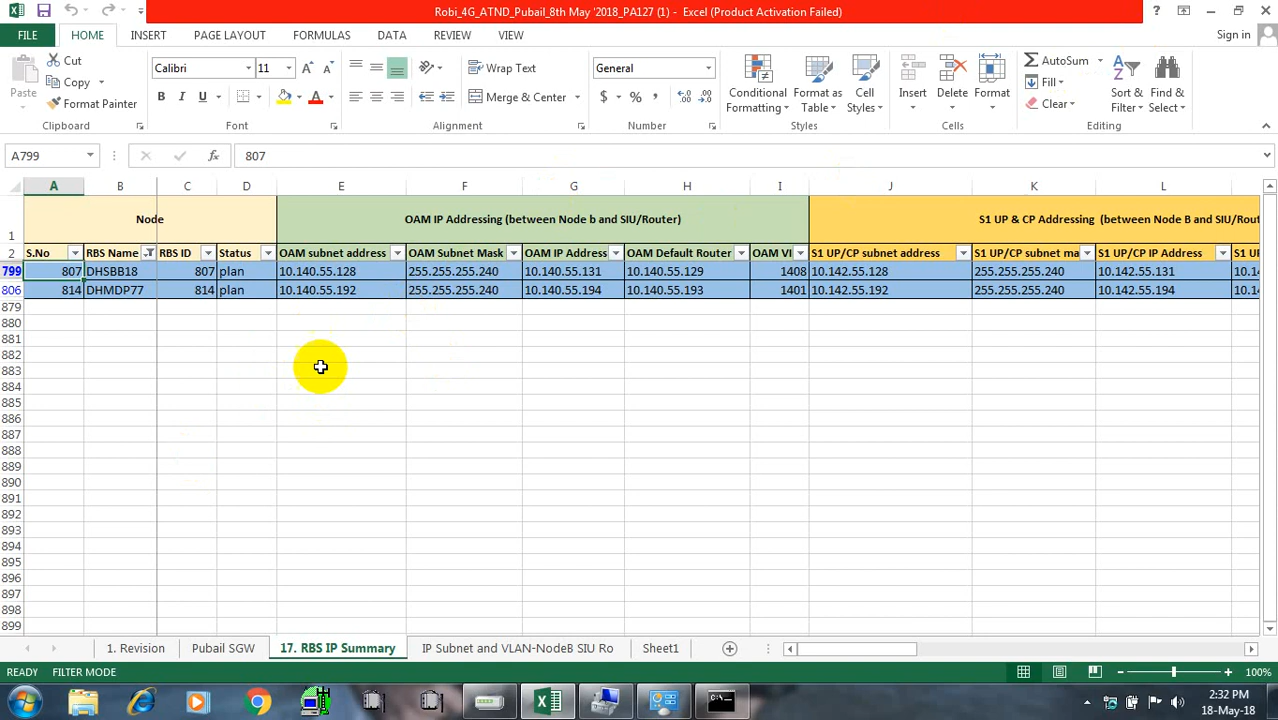 Robi_4G_ATND_Pubail_8th May '2018_PA127 (1) - Excel (Product Activation Failed)
FILE HOME INSERT PAGE LAYOUT FORMULAS DATA REVIEW VIEW Sign in
Paste Cut Copy Format Painter
Calibri 11
B I U A
Wrap Text
Merge & Center
General
$ % ,
Conditional Formatting
Format as Table
Cell Styles
Insert Delete Format
AutoSum
Fill
Clear
Sort & Filter
Find & Select
Clipboard Font Alignment Number Styles Cells Editing
A799 fx 807
A B C D E F G H I J K L
1 Node OAM IP Addressing (between Node b and SIU/Router) S1 UP & CP Addressing (between Node B and SIU/Rout
2 S.No RBS Name RBS ID Status OAM subnet address OAM Subnet Mask OAM IP Address OAM Default Router OAM Vl S1 UP/CP subnet address S1 UP/CP subnet ma S1 UP/CP IP Address S1 U
799 807 DHSBB18 807 plan 10.140.55.128 255.255.255.240 10.140.55.131 10.140.55.129 1408 10.142.55.128 255.255.255.240 10.142.55.131 10.1
806 814 DHMDP77 814 plan 10.140.55.192 255.255.255.240 10.140.55.194 10.140.55.193 1401 10.142.55.192 255.255.255.240 10.142.55.194 10.1
879
880
881
882
883
884
885
886
887
888
889
890
891
892
893
894
895
896
897
898
899
1. Revision Pubail SGW 17. RBS IP Summary IP Subnet and VLAN-NodeB SIU Ro Sheet1
READY FILTER MODE 100%
2:32 PM
18-May-18